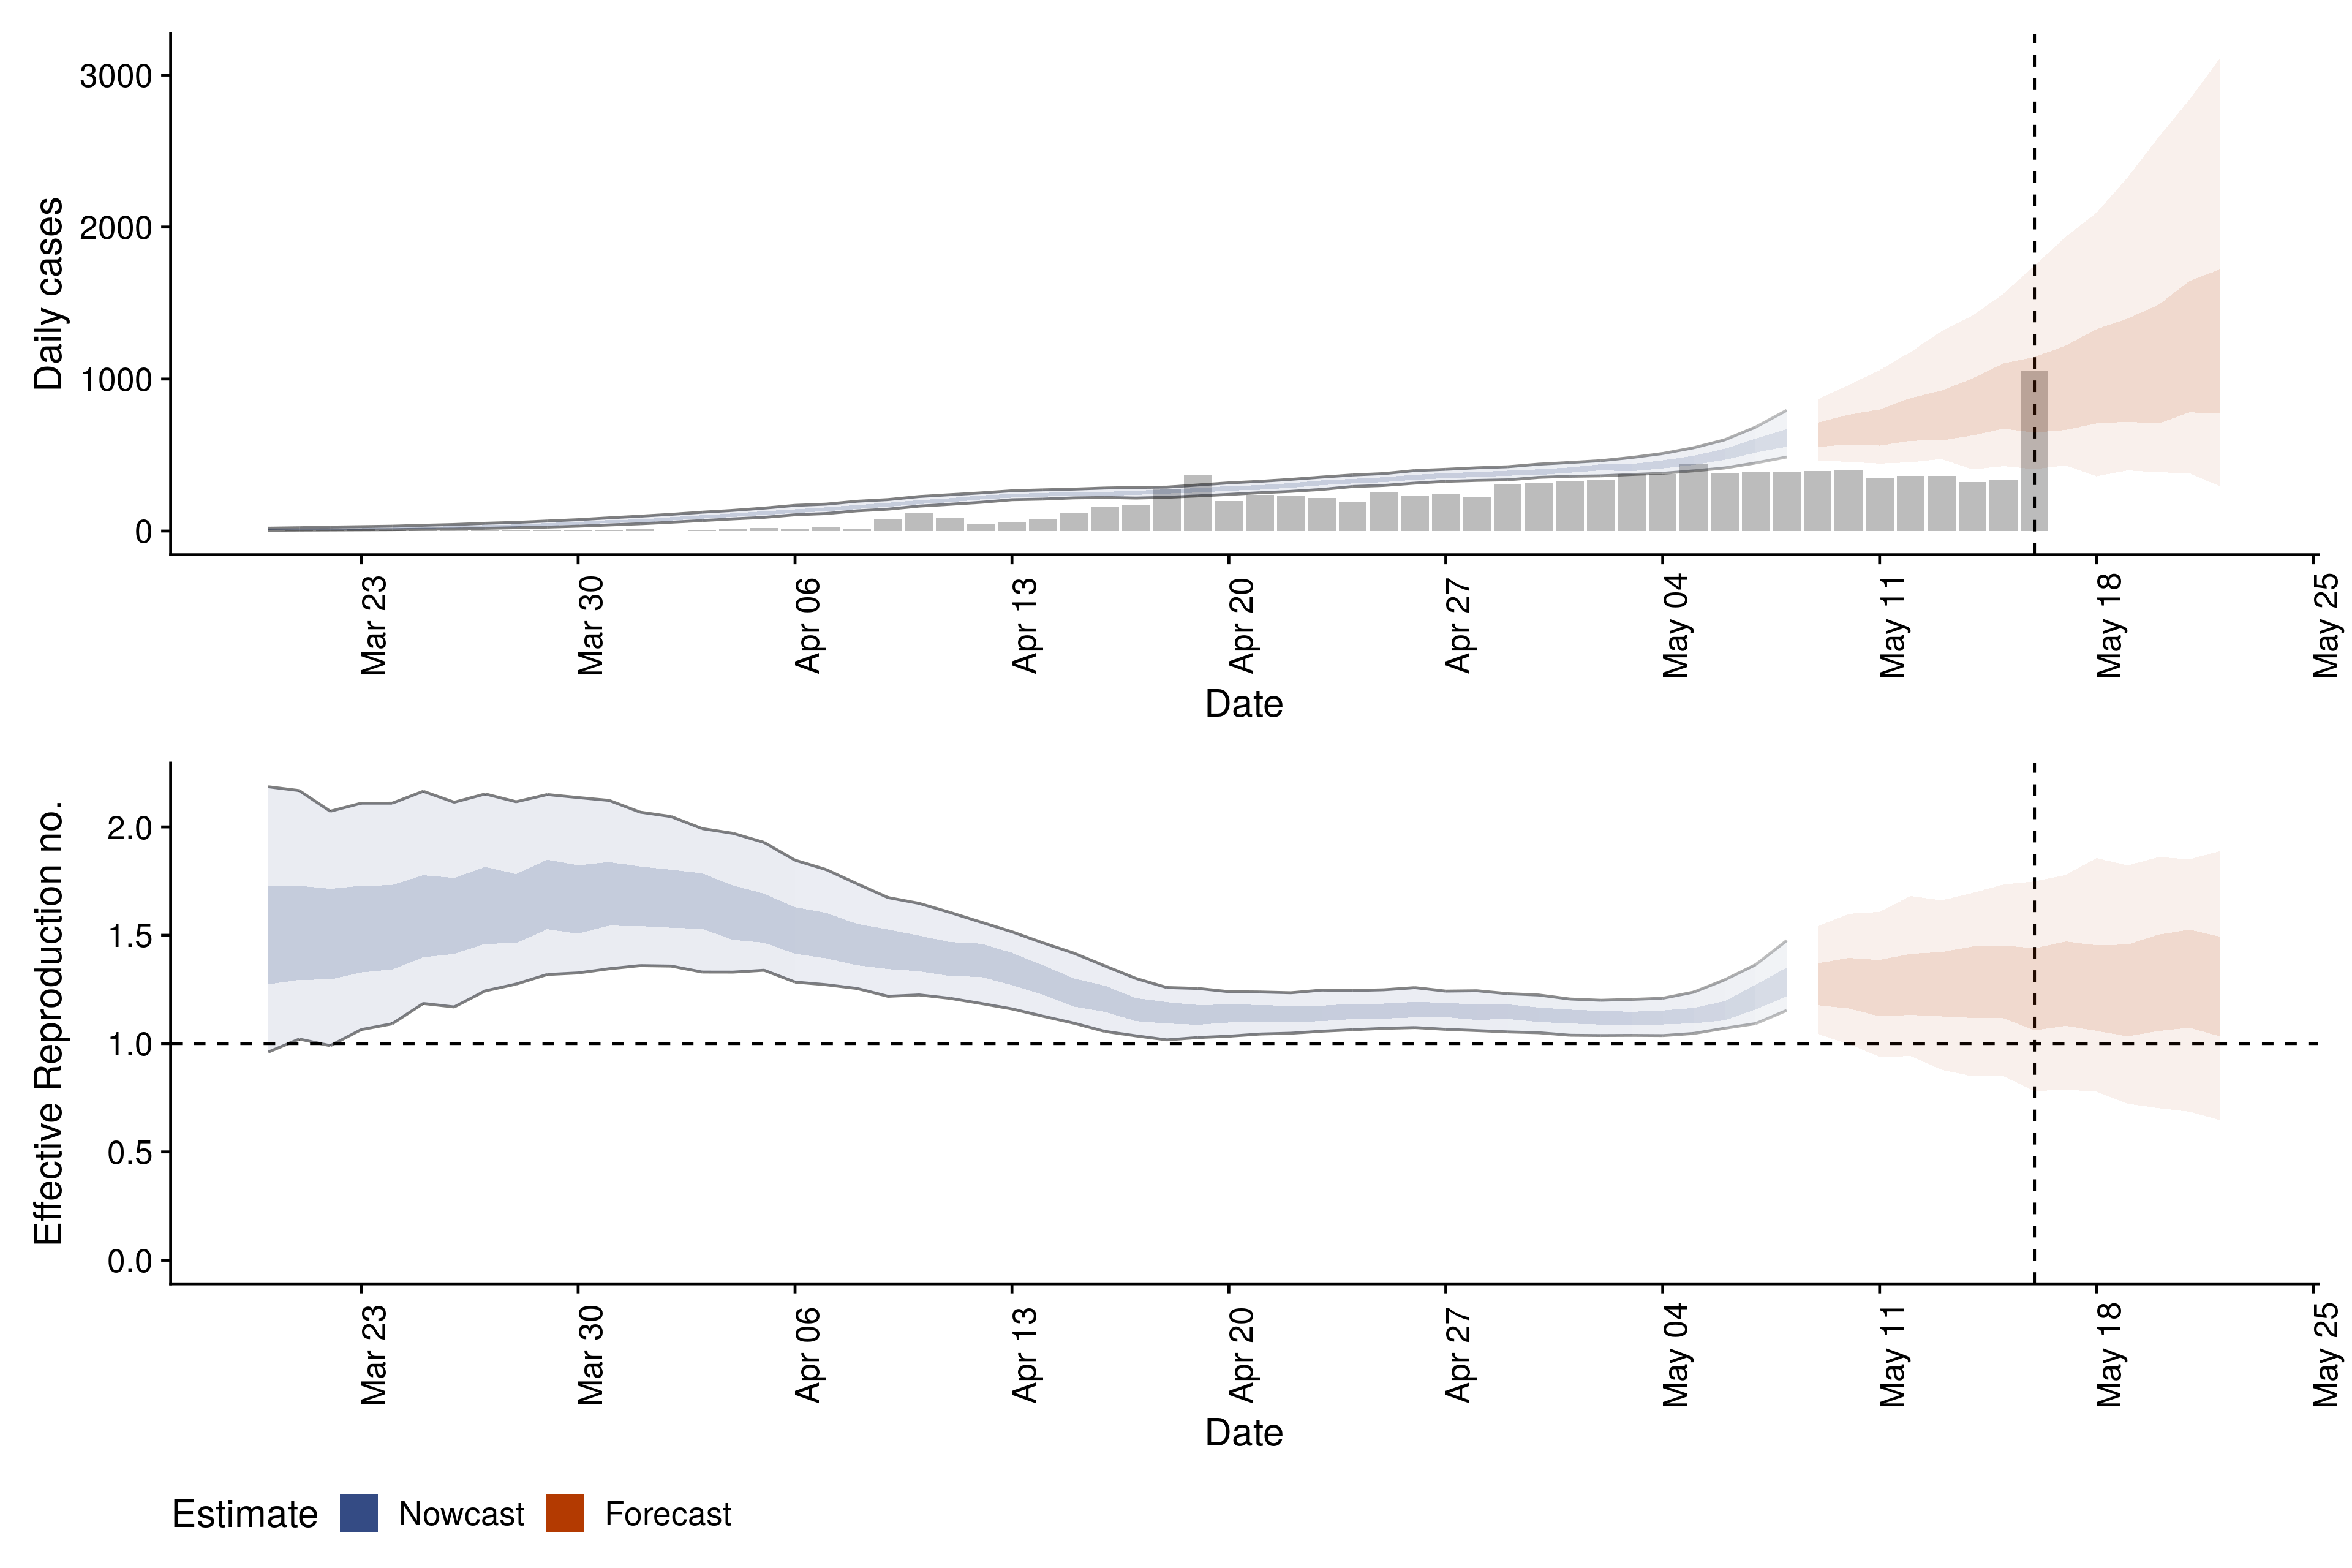 Daily cases
3000
2000
1000
0
Mar 23
Mar 30
Apr 06
Apr 13
Apr 20
Apr 27
May 04
May 11
May 18
May 25
Date
Effective Reproduction no.
2.0
1.5
1.0
0.5
0.0
Mar 23
Mar 30
Apr 06
Apr 13
Apr 20
Apr 27
May 04
May 11
May 18
May 25
Date
Estimate Nowcast Forecast